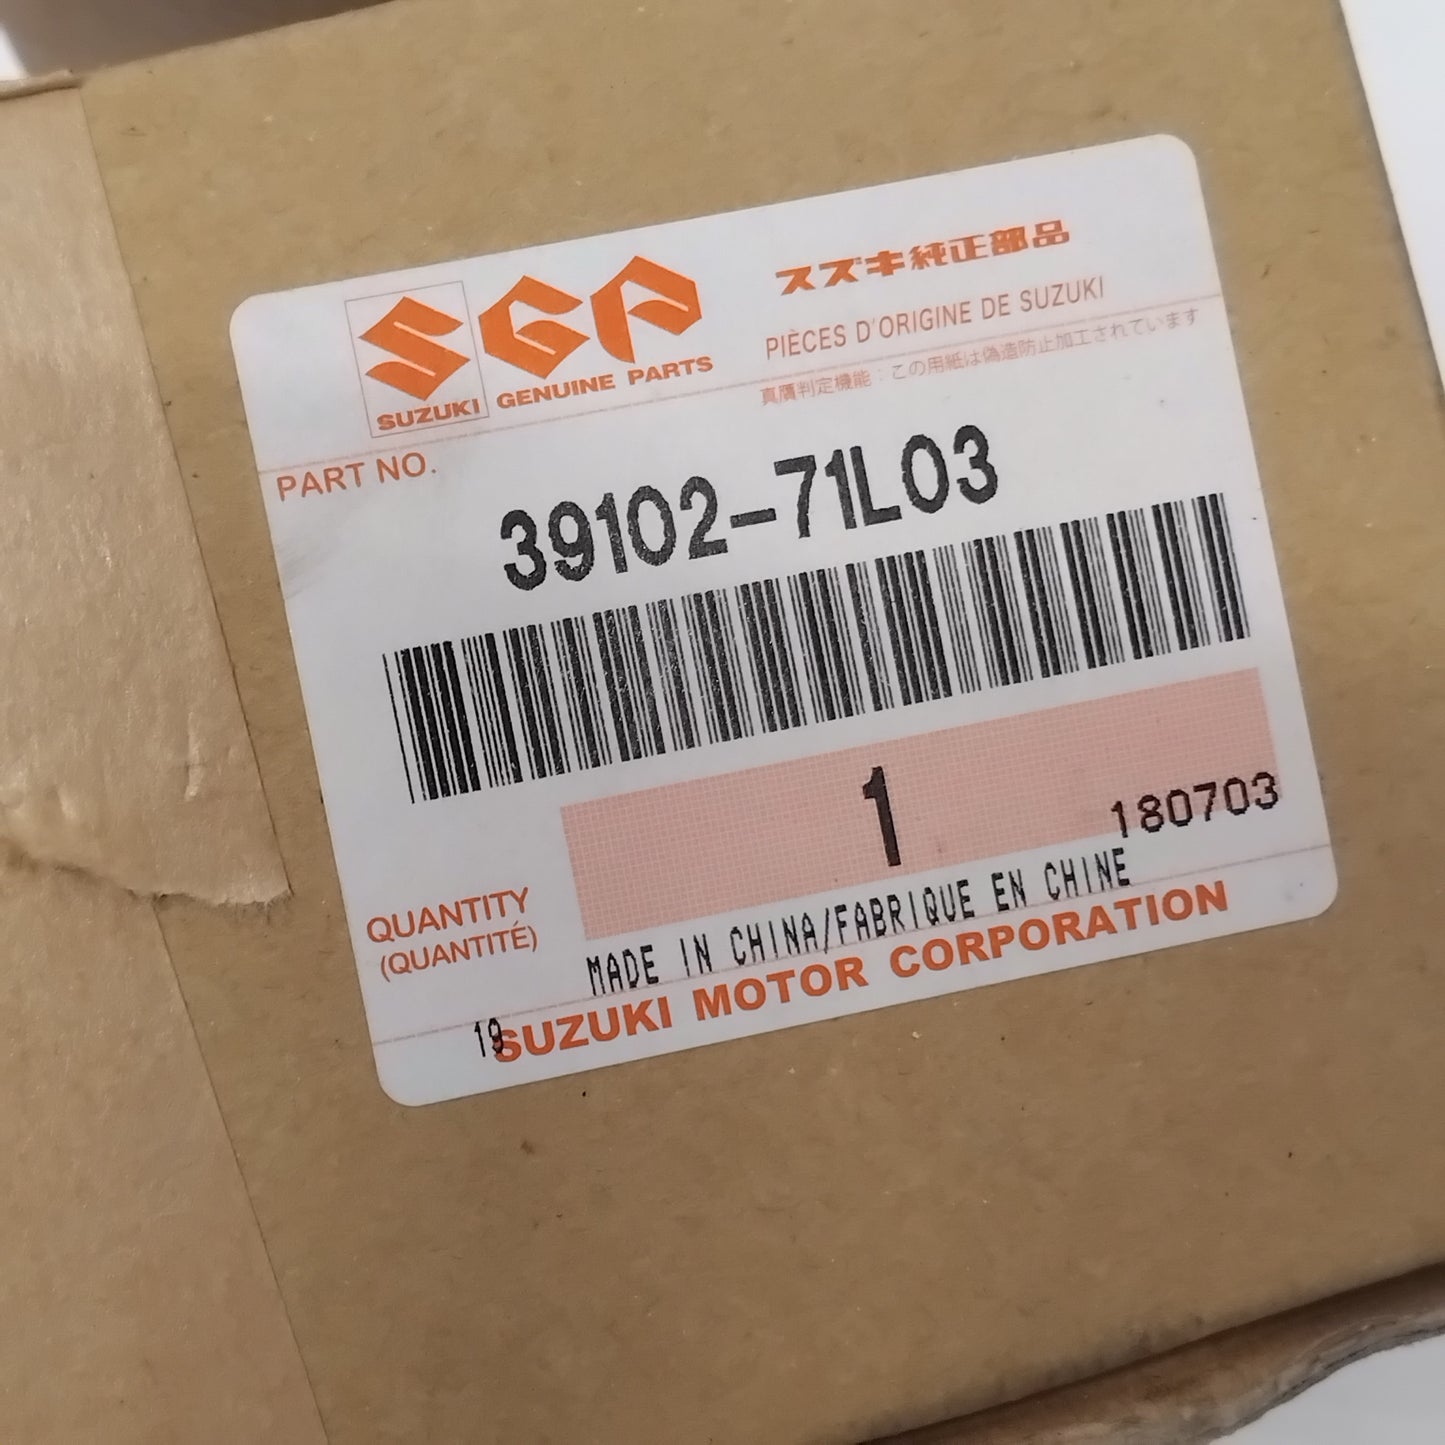 SGP
SUZUKI GENUINE PARTS
スズキ純正部品
PIÈCES D'ORIGINE DE SUZUKI
真贋判定機能：この用紙は偽造防止加工されています
PART NO.
39102-71L03
1
180703
QUANTITY
(QUANTITÉ)
MADE IN CHINA/FABRIQUE EN CHINE
19
SUZUKI MOTOR CORPORATION